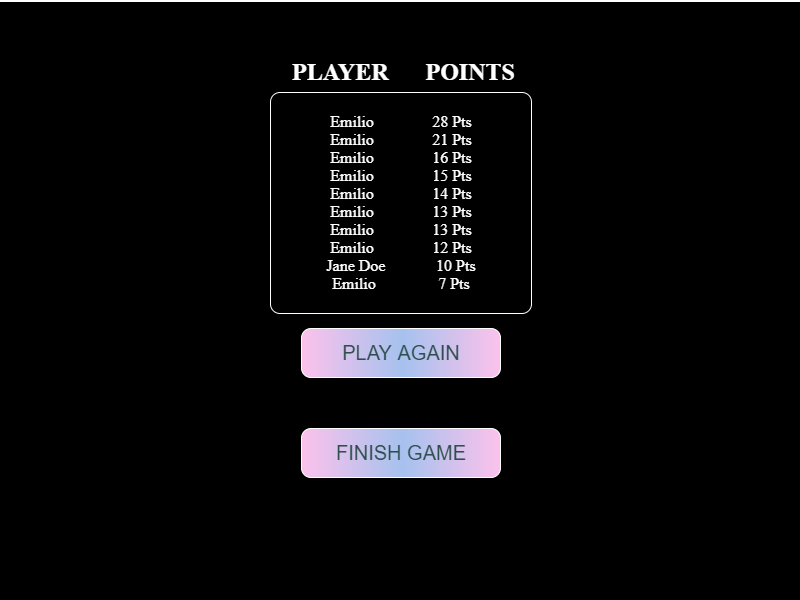 PLAYER POINTS
Emilio 28 Pts
Emilio 21 Pts
Emilio 16 Pts
Emilio 15 Pts
Emilio 14 Pts
Emilio 13 Pts
Emilio 13 Pts
Emilio 12 Pts
Jane Doe 10 Pts
Emilio 7 Pts
PLAY AGAIN
FINISH GAME